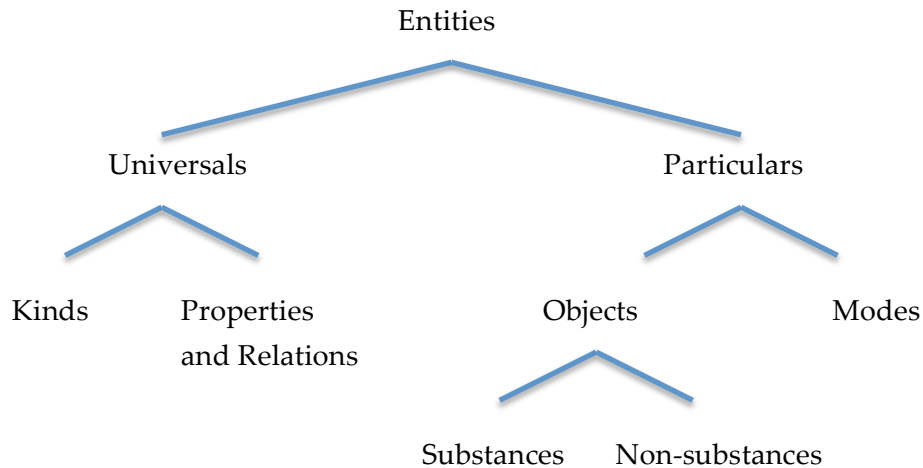 Entities
Universals
Particulars
Kinds
Properties
and Relations
Objects
Modes
Substances
Non-substances